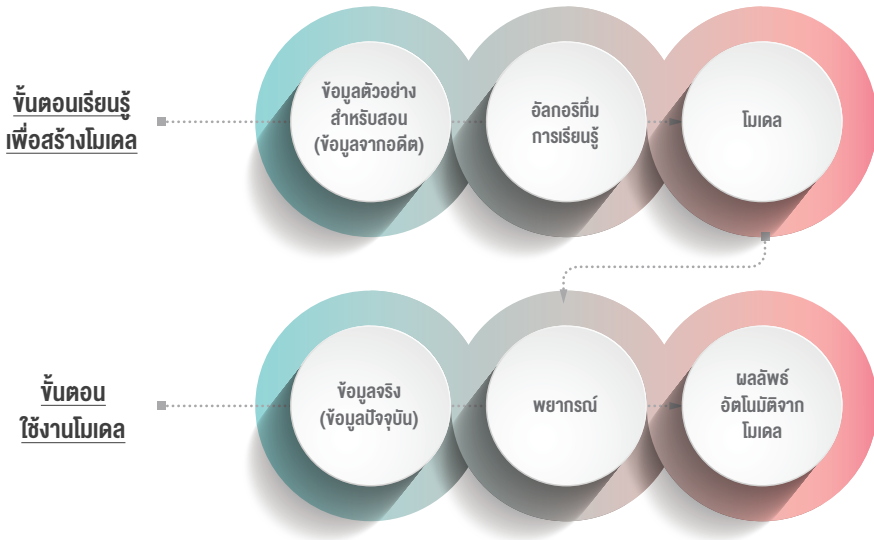 ขั้นตอนเรียนรู้
เพื่อสร้างโมเดล
ข้อมูลตัวอย่าง
สำหรับสอน
(ข้อมูลจากอดีต)
อัลกอริทึ่ม
การเรียนรู้
โมเดล
ขั้นตอน
ใช้งานโมเดล
ข้อมูลจริง
(ข้อมูลปัจจุบัน)
พยากรณ์
ผลลัพธ์
อัตโนมัติจาก
โมเดล